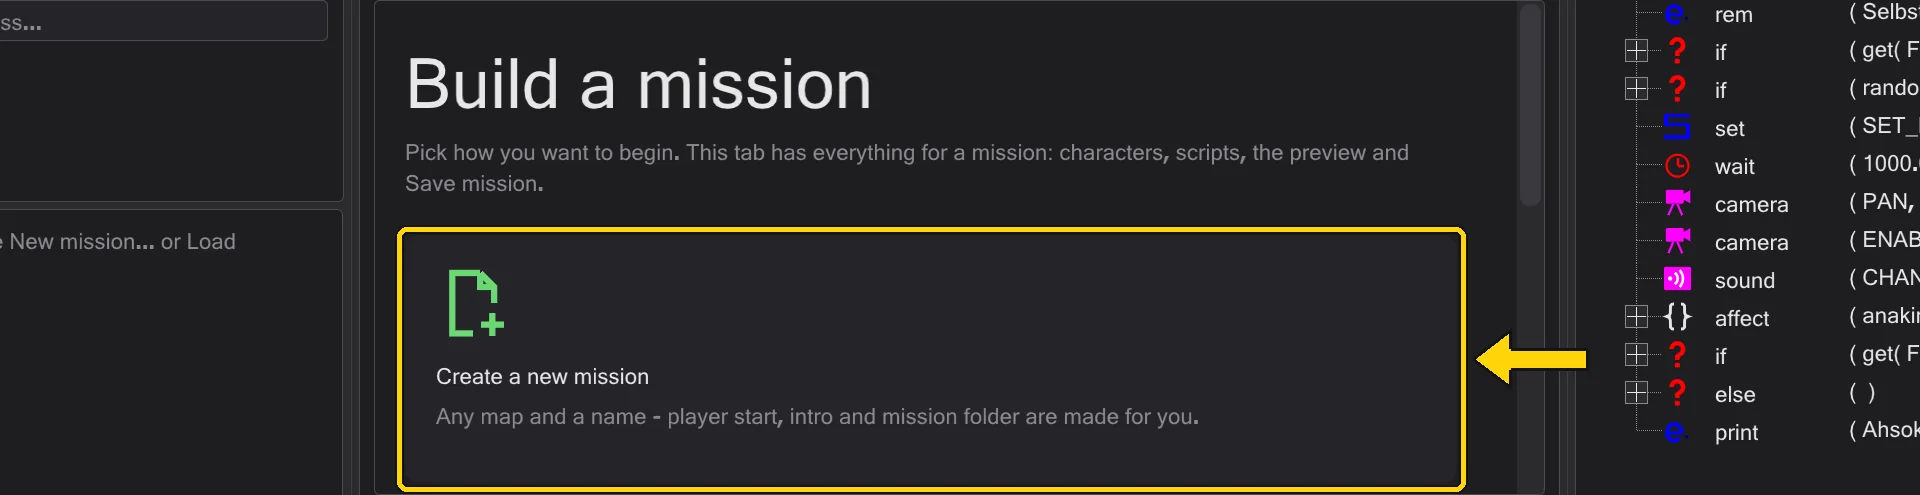 ss...
e New mission... or Load
Build a mission
Pick how you want to begin. This tab has everything for a mission: characters, scripts, the preview and
Save mission.
Create a new mission
Any map and a name - player start, intro and mission folder are made for you.
rem ( Selbst
if ( get( F
if ( rando
set ( SET_
wait ( 1000.
camera ( PAN,
camera ( ENAB
sound ( CHAN
affect ( anakin
if ( get( F
else ( )
print ( Ahsok